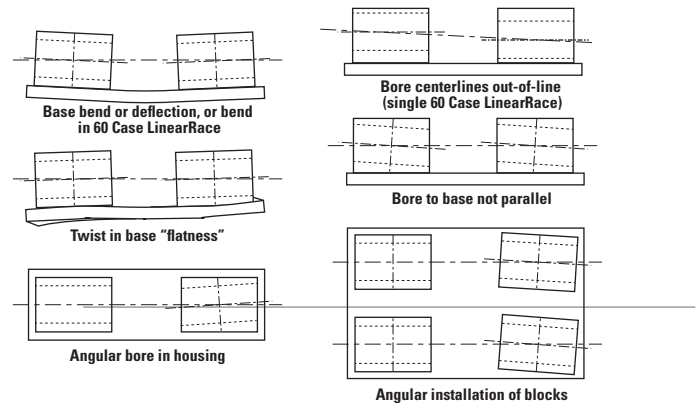 Base bend or deflection, or bend
in 60 Case LinearRace
Twist in base “flatness”
Angular bore in housing
Bore centerlines out-of-line
(single 60 Case LinearRace)
Bore to base not parallel
Angular installation of blocks